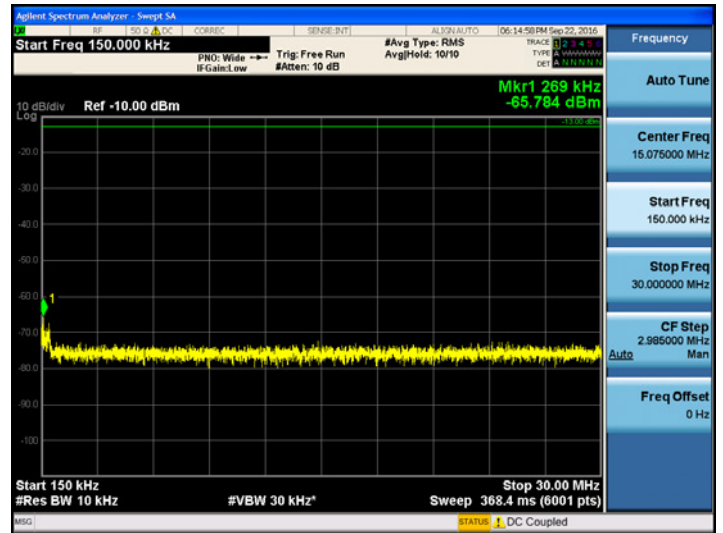 Agilent Spectrum Analyzer - Swept SA
RF 50 Ω DC CORREC SENSE:INT ALIGNAUTO 06:14:58 PM Sep 22, 2016
Start Freq 150.000 kHz #Avg Type: RMS TRACE 1 2 3 4 5 6
PNO: Wide Trig: Free Run Avg|Hold: 10/10 TYPE A WWWWW
IFGain:Low #Atten: 10 dB DET A N N N N N
Mkr1 269 kHz
10 dB/div Ref -10.00 dBm -65.784 dBm
Log
-13.00 dBm
-20.0
-30.0
-40.0
-50.0
-60.0
1
-70.0
-80.0
-90.0
-100
Start 150 kHz Stop 30.00 MHz
#Res BW 10 kHz #VBW 30 kHz* Sweep 368.4 ms (6001 pts)
MSG STATUS DC Coupled
Frequency
Auto Tune
Center Freq
15.075000 MHz
Start Freq
150.000 kHz
Stop Freq
30.000000 MHz
CF Step
2.985000 MHz
Auto Man
Freq Offset
0 Hz